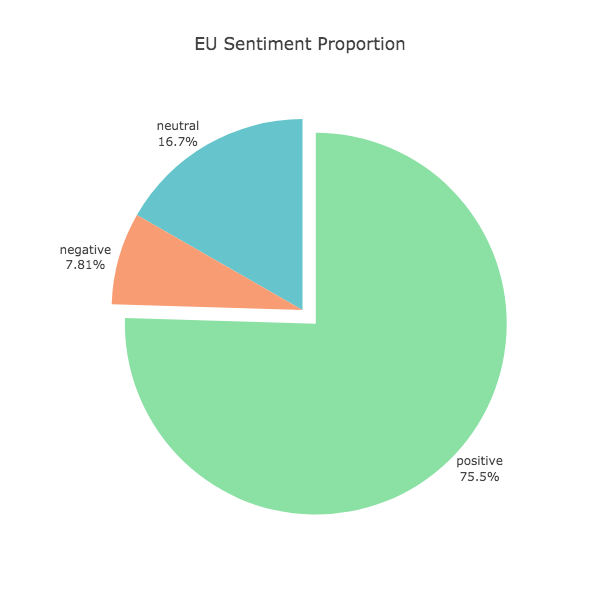 EU Sentiment Proportion
neutral
16.7%
negative
7.81%
positive
75.5%